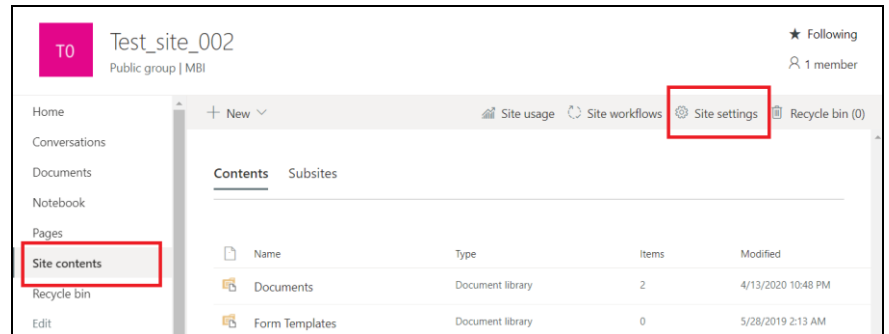 T0
Test_site_002
Public group | MBI
★ Following
1 member
Home
Conversations
Documents
Notebook
Pages
Site contents
Recycle bin
Edit
+ New
Site usage
Site workflows
Site settings
Recycle bin (0)
Contents Subsites
Name Type Items Modified
Documents Document library 2 4/13/2020 10:48 PM
Form Templates Document library 0 5/28/2019 2:13 AM